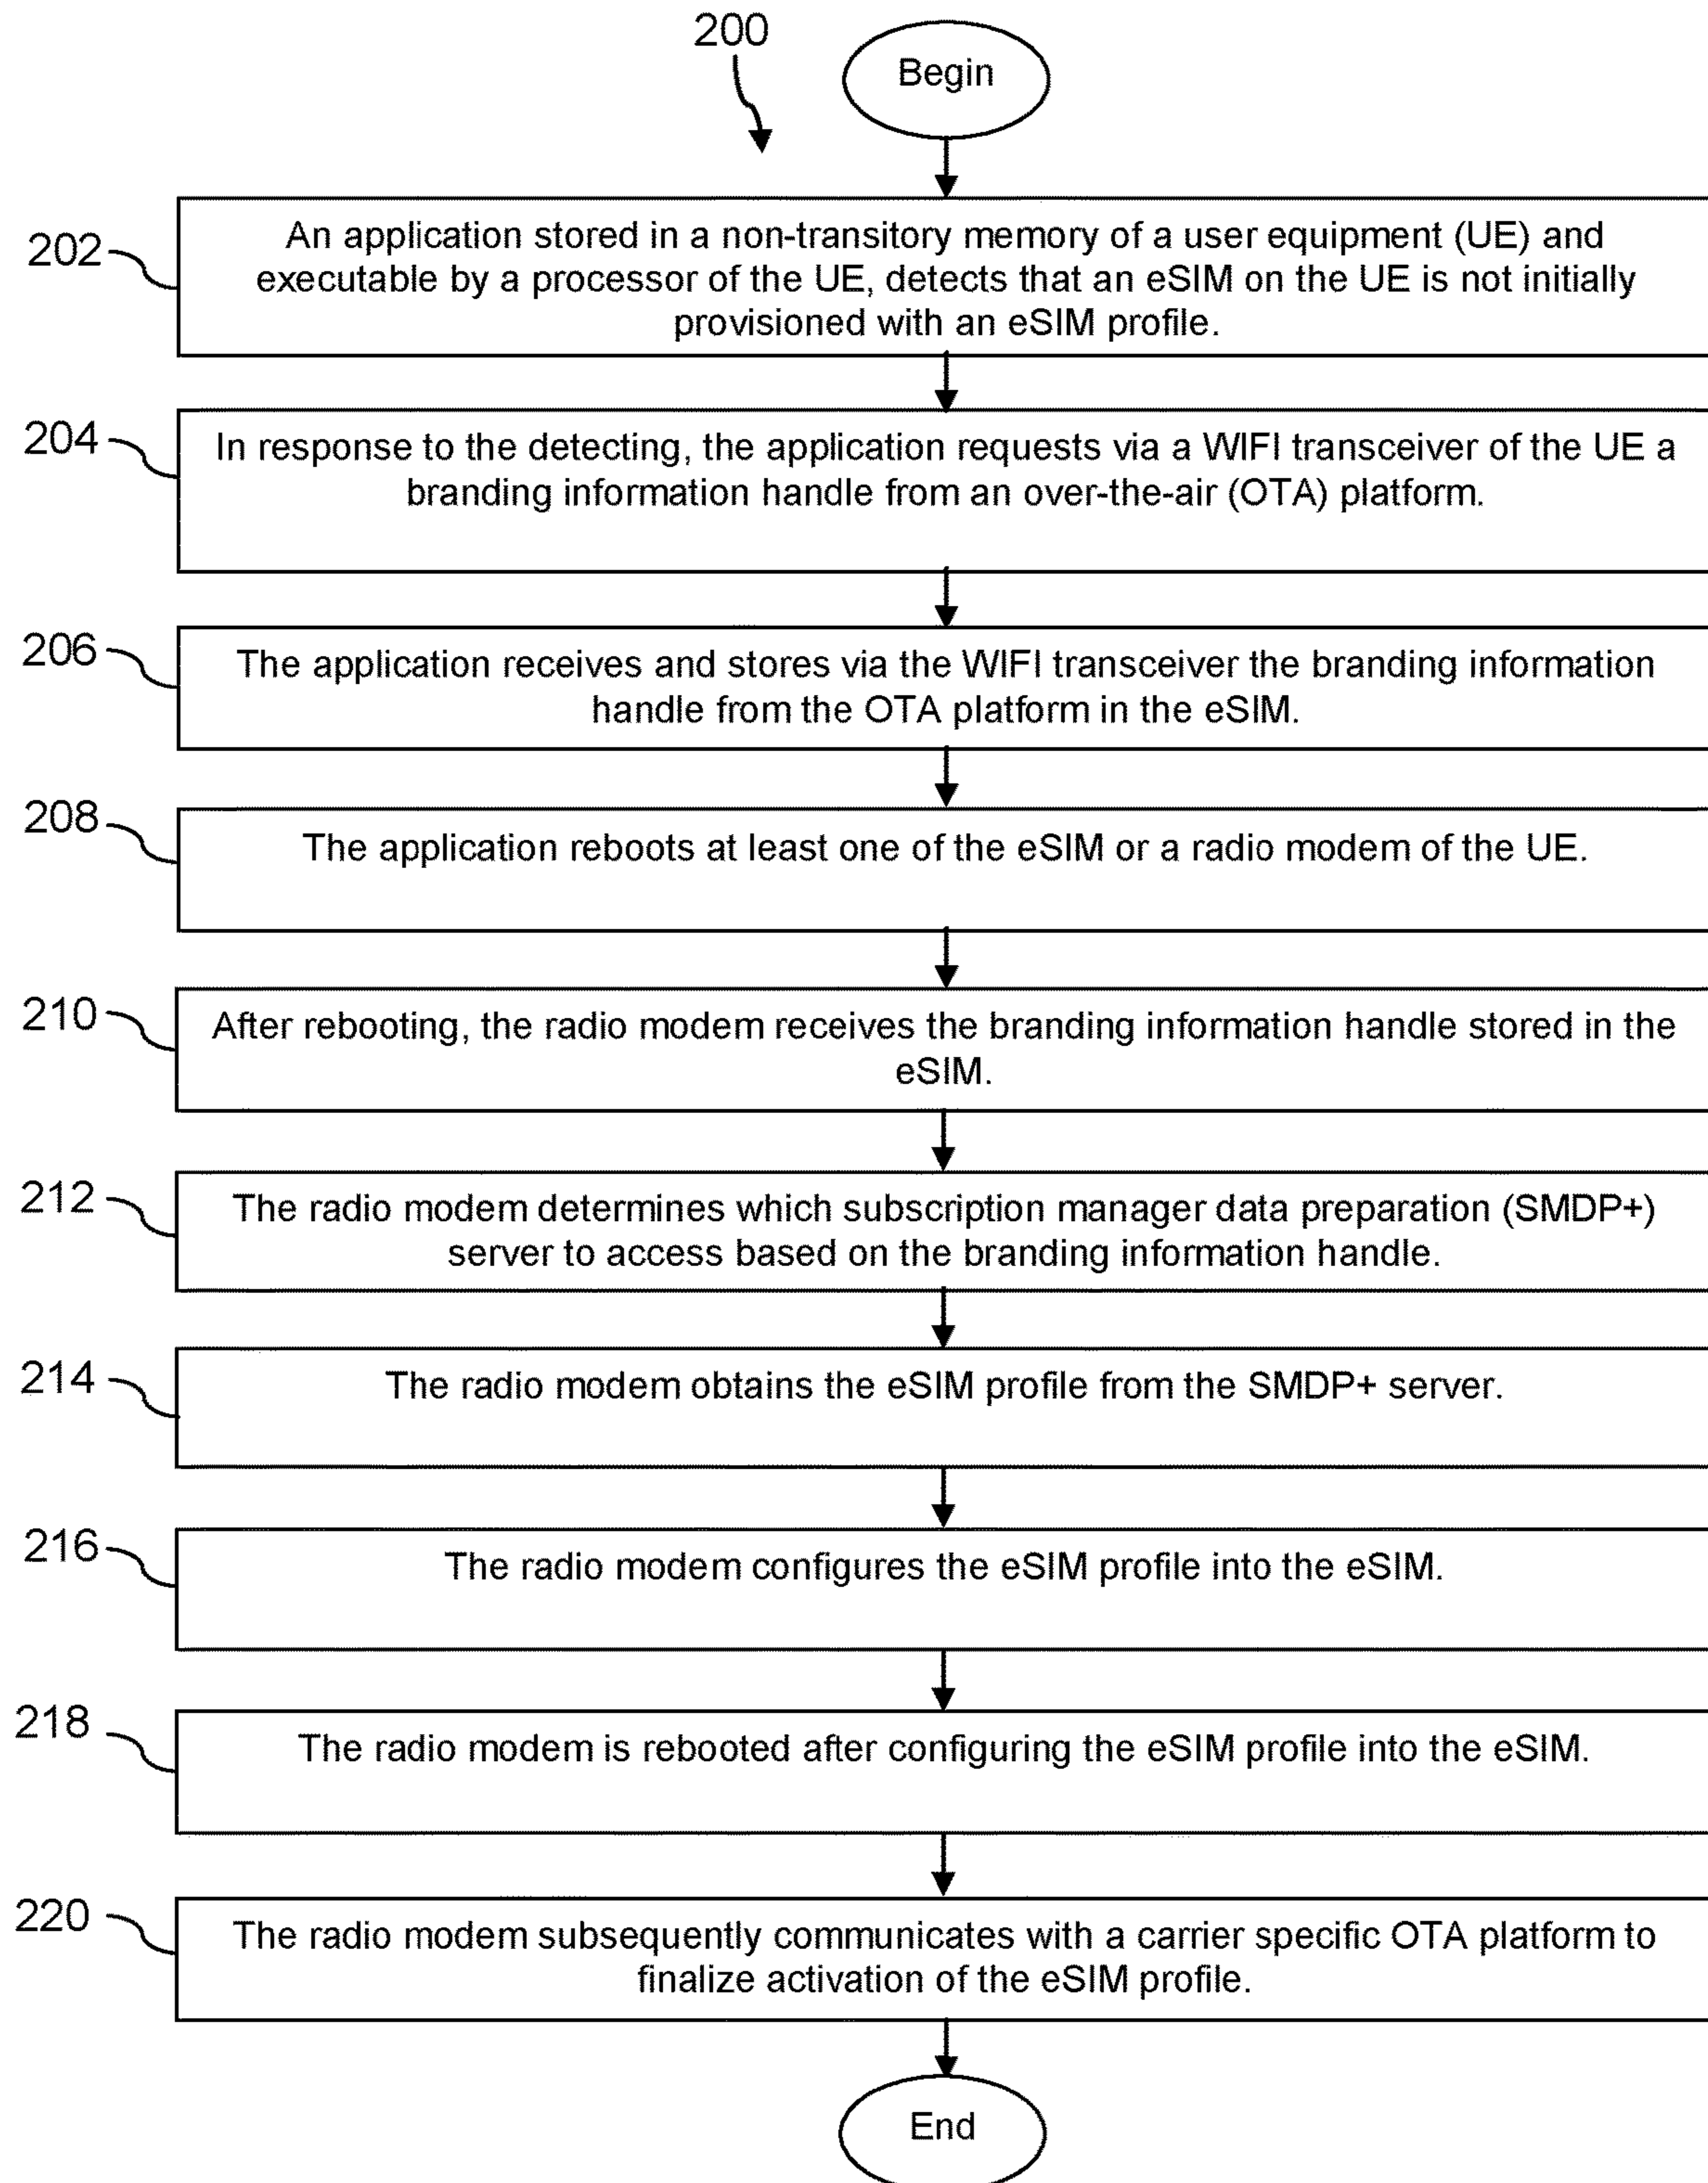 200
Begin
202
An application stored in a non-transitory memory of a user equipment (UE) and
executable by a processor of the UE, detects that an eSIM on the UE is not initially
provisioned with an eSIM profile.
204
In response to the detecting, the application requests via a WIFI transceiver of the UE a
branding information handle from an over-the-air (OTA) platform.
206
The application receives and stores via the WIFI transceiver the branding information
handle from the OTA platform in the eSIM.
208
The application reboots at least one of the eSIM or a radio modem of the UE.
210
After rebooting, the radio modem receives the branding information handle stored in the
eSIM.
212
The radio modem determines which subscription manager data preparation (SMDP+)
server to access based on the branding information handle.
214
The radio modem obtains the eSIM profile from the SMDP+ server.
216
The radio modem configures the eSIM profile into the eSIM.
218
The radio modem is rebooted after configuring the eSIM profile into the eSIM.
220
The radio modem subsequently communicates with a carrier specific OTA platform to
finalize activation of the eSIM profile.
End